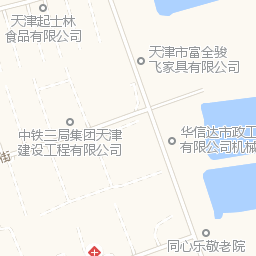 天津起士林
食品有限公司
天津市富全骏
飞家具有限公司
中铁三局集团天津
建设工程有限公司
华信达市政工
有限公司机械
街
同心乐敬老院